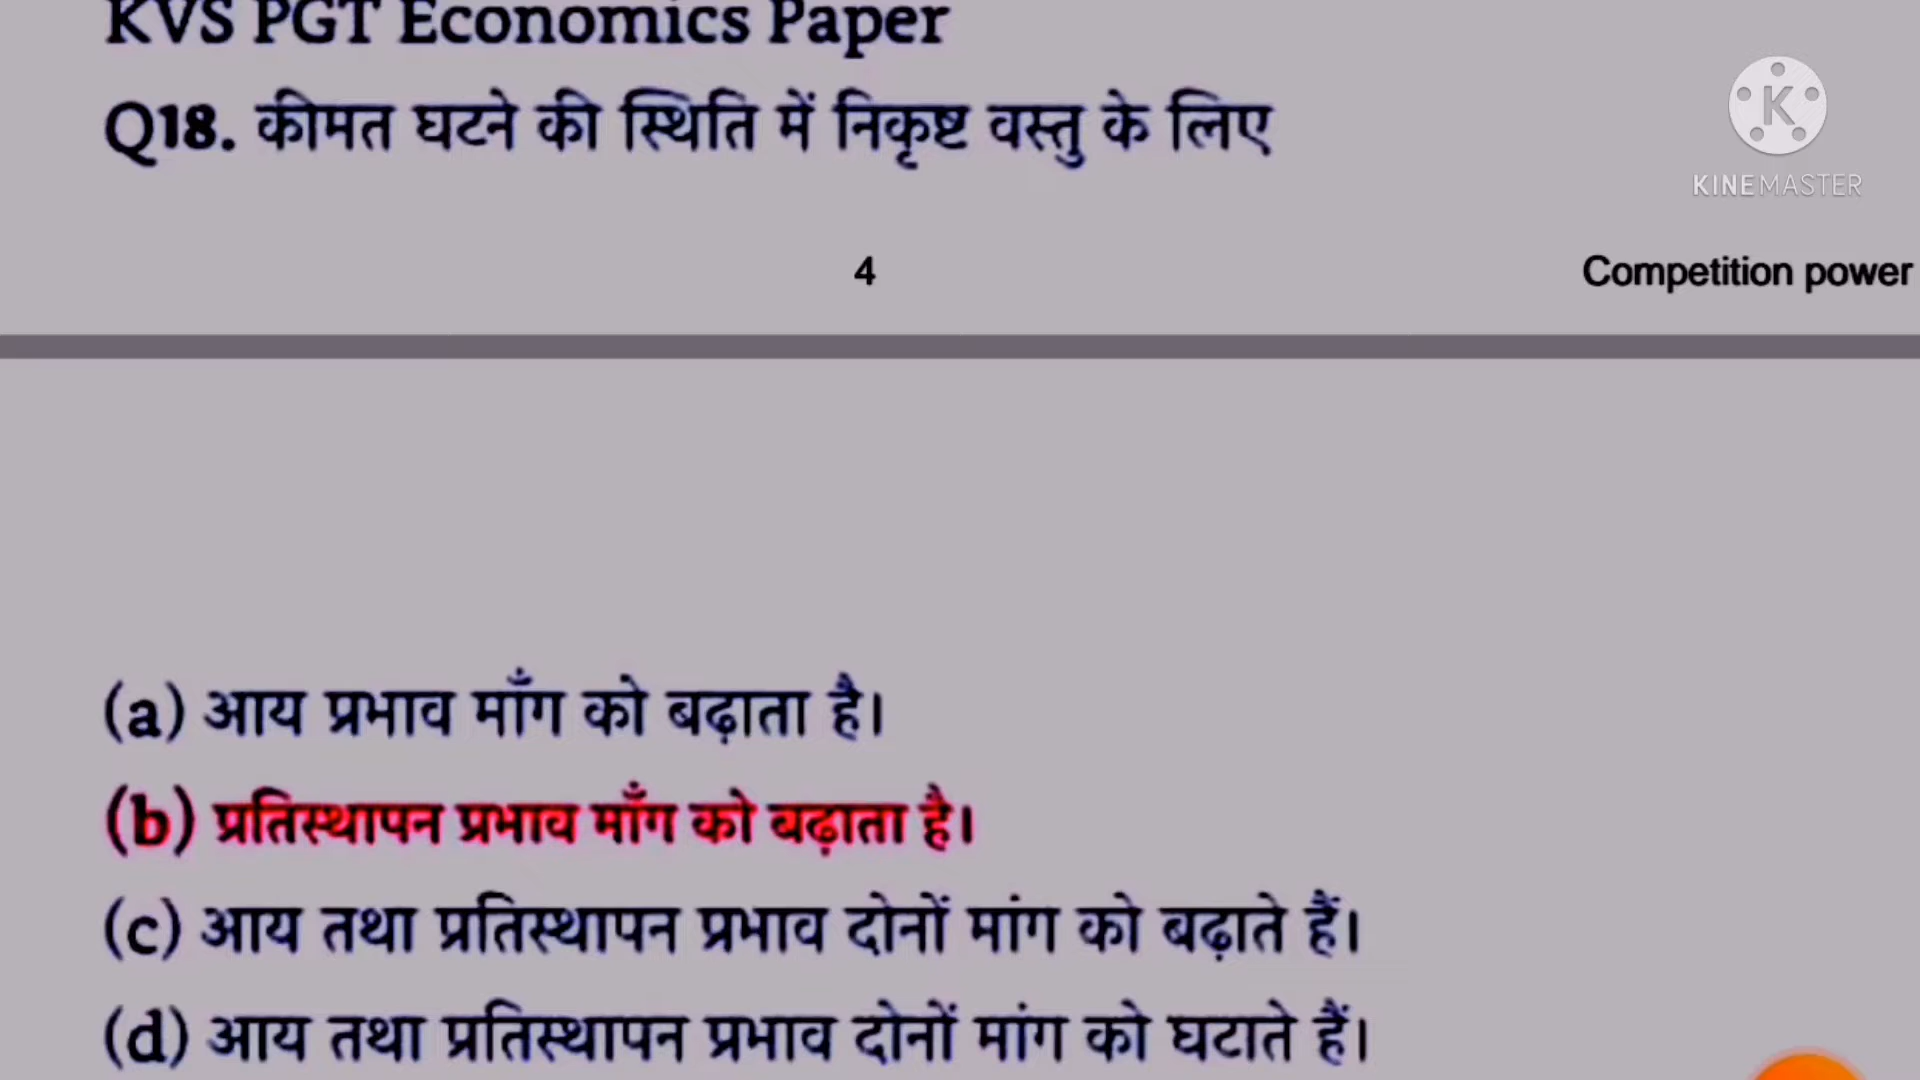 KVS PGT Economics Paper
Q18. कीमत घटने की स्थिति में निकृष्ट वस्तु के लिए
K
KINEMASTER
4
Competition power
(a) आय प्रभाव माँग को बढ़ाता है।
(b) प्रतिस्थापन प्रभाव माँग को बढ़ाता है।
(c) आय तथा प्रतिस्थापन प्रभाव दोनों मांग को बढ़ाते हैं।
(d) आय तथा प्रतिस्थापन प्रभाव दोनों मांग को घटाते हैं।